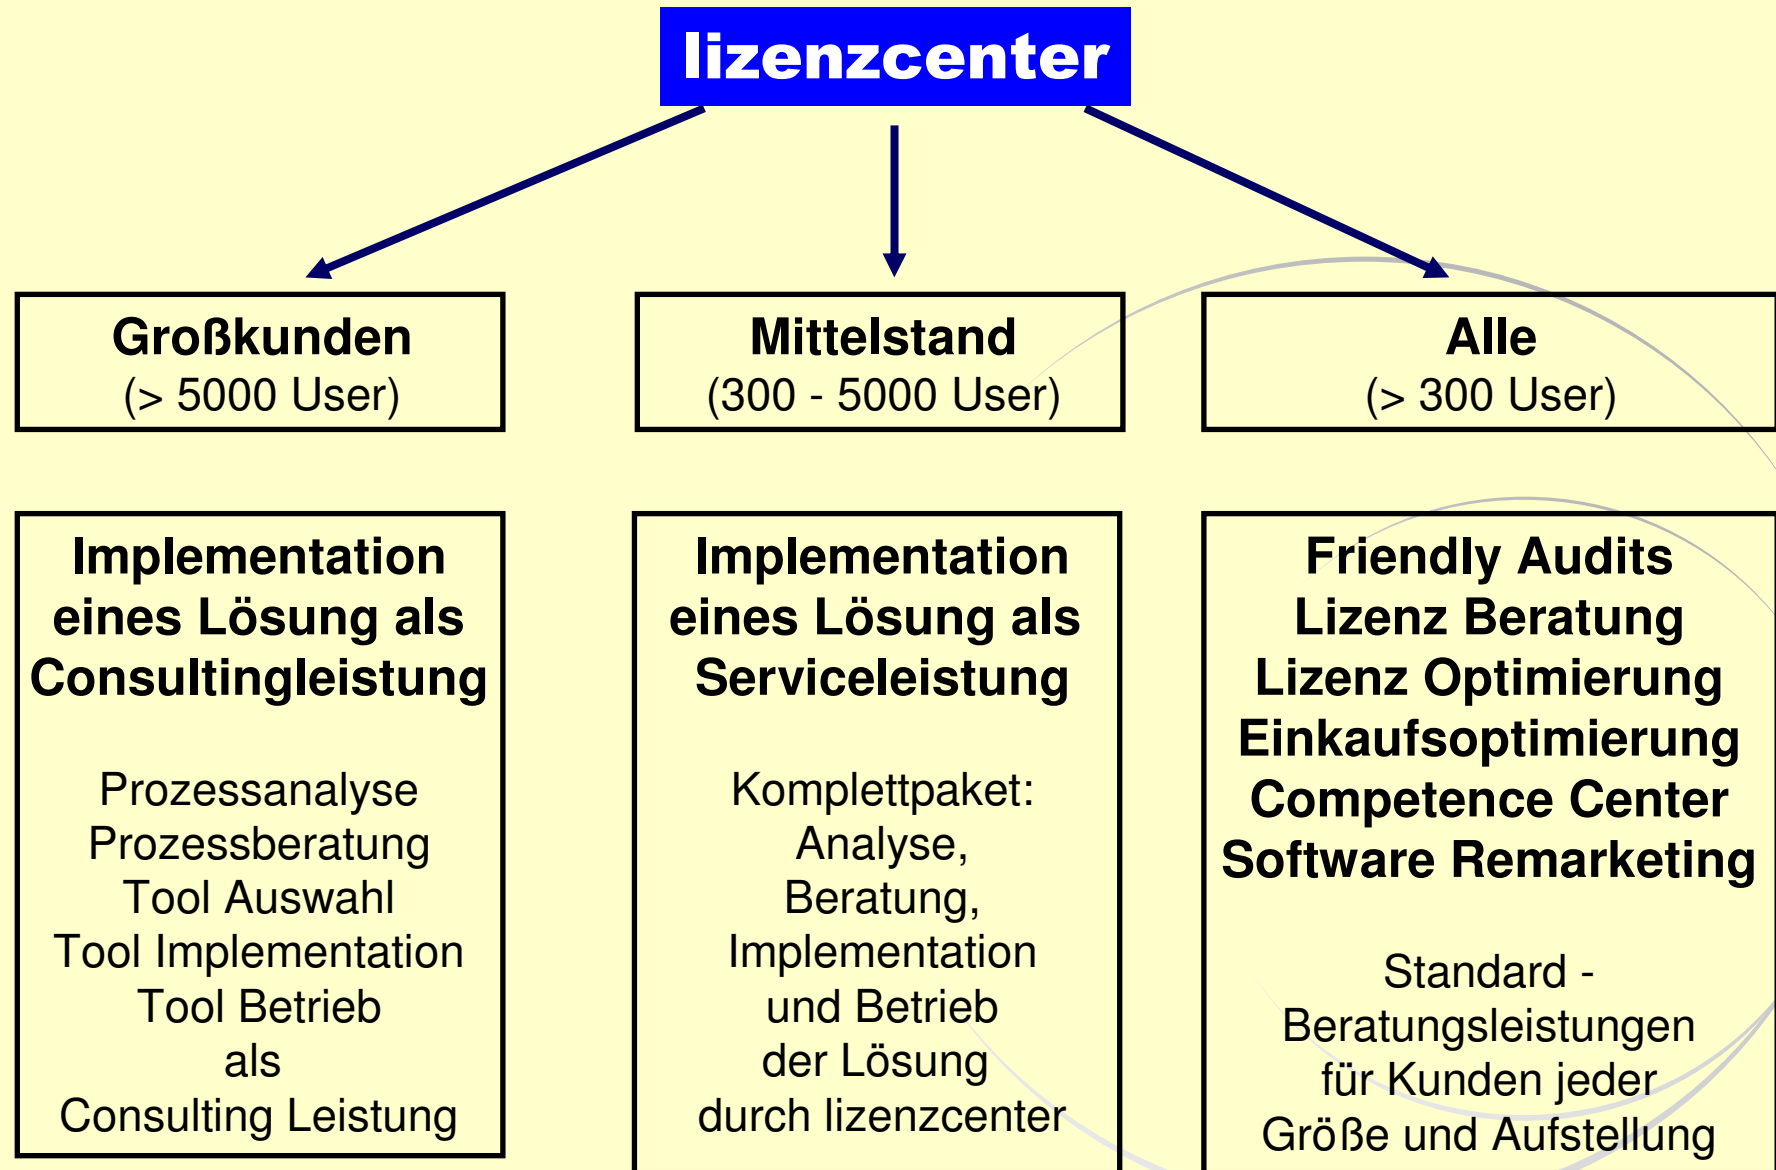 lizenzcenter
Großkunden
(> 5000 User)
Mittelstand
(300 - 5000 User)
Alle
(> 300 User)
Implementation
eines Lösung als
Consultingleistung
Prozessanalyse
Prozessberatung
Tool Auswahl
Tool Implementation
Tool Betrieb
als
Consulting Leistung
Implementation
eines Lösung als
Serviceleistung
Komplettpaket:
Analyse,
Beratung,
Implementation
und Betrieb
der Lösung
durch lizenzcenter
Friendly Audits
Lizenz Beratung
Lizenz Optimierung
Einkaufsoptimierung
Competence Center
Software Remarketing
Standard -
Beratungsleistungen
für Kunden jeder
Größe und Aufstellung